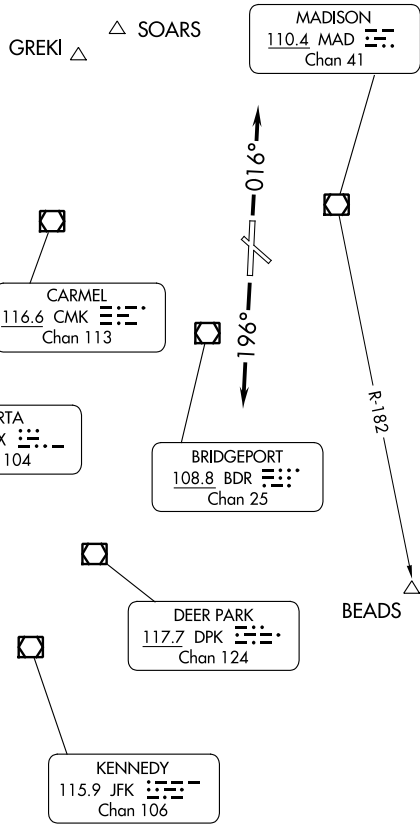 SOARS
GREKI
MADISON
110.4 MAD
Chan 41
016°
196°
CARMEL
116.6 CMK
Chan 113
RTA
X
104
R-182
BRIDGEPORT
108.8 BDR
Chan 25
BEADS
DEER PARK
117.7 DPK
Chan 124
KENNEDY
115.9 JFK
Chan 106